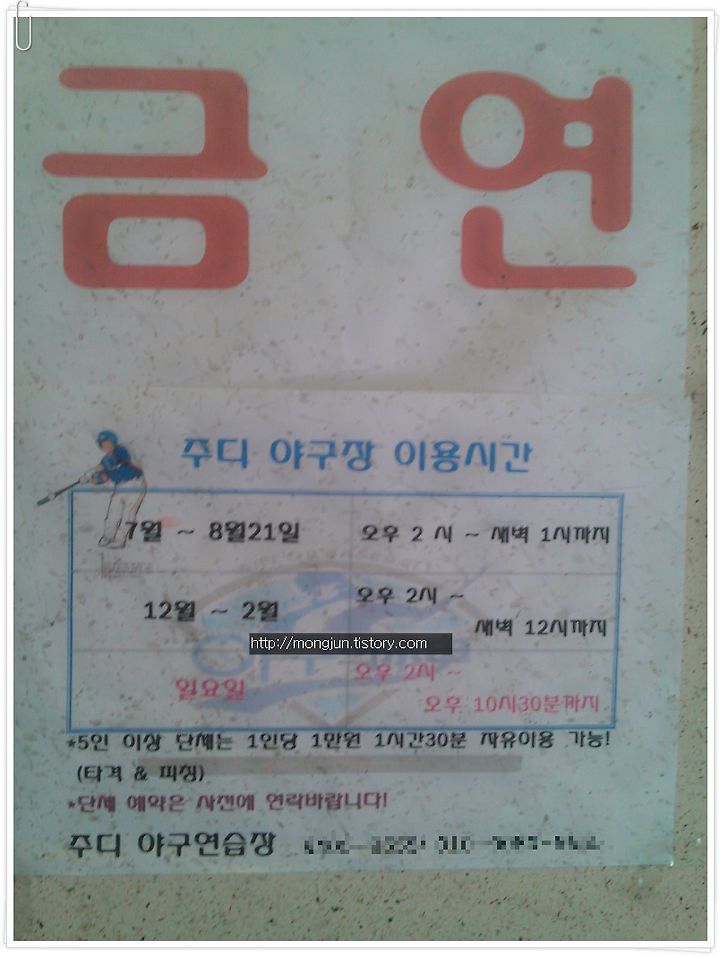 금연
주디 야구장 이용시간
7월 ~ 8월21일 오후 2 시 ~ 새벽 1시까지
12월 ~ 2월 오후 2시 ~
새벽 12시까지
http://mongjun.tistory.com
일요일 오후 2시 ~
오후 10시30분까지
*5인 이상 단체는 1인당 1만원 1시간30분 자유이용 가능!
(타격 & 피칭)
*단체 예약은 사전에 연락바랍니다!
주디 야구연습장